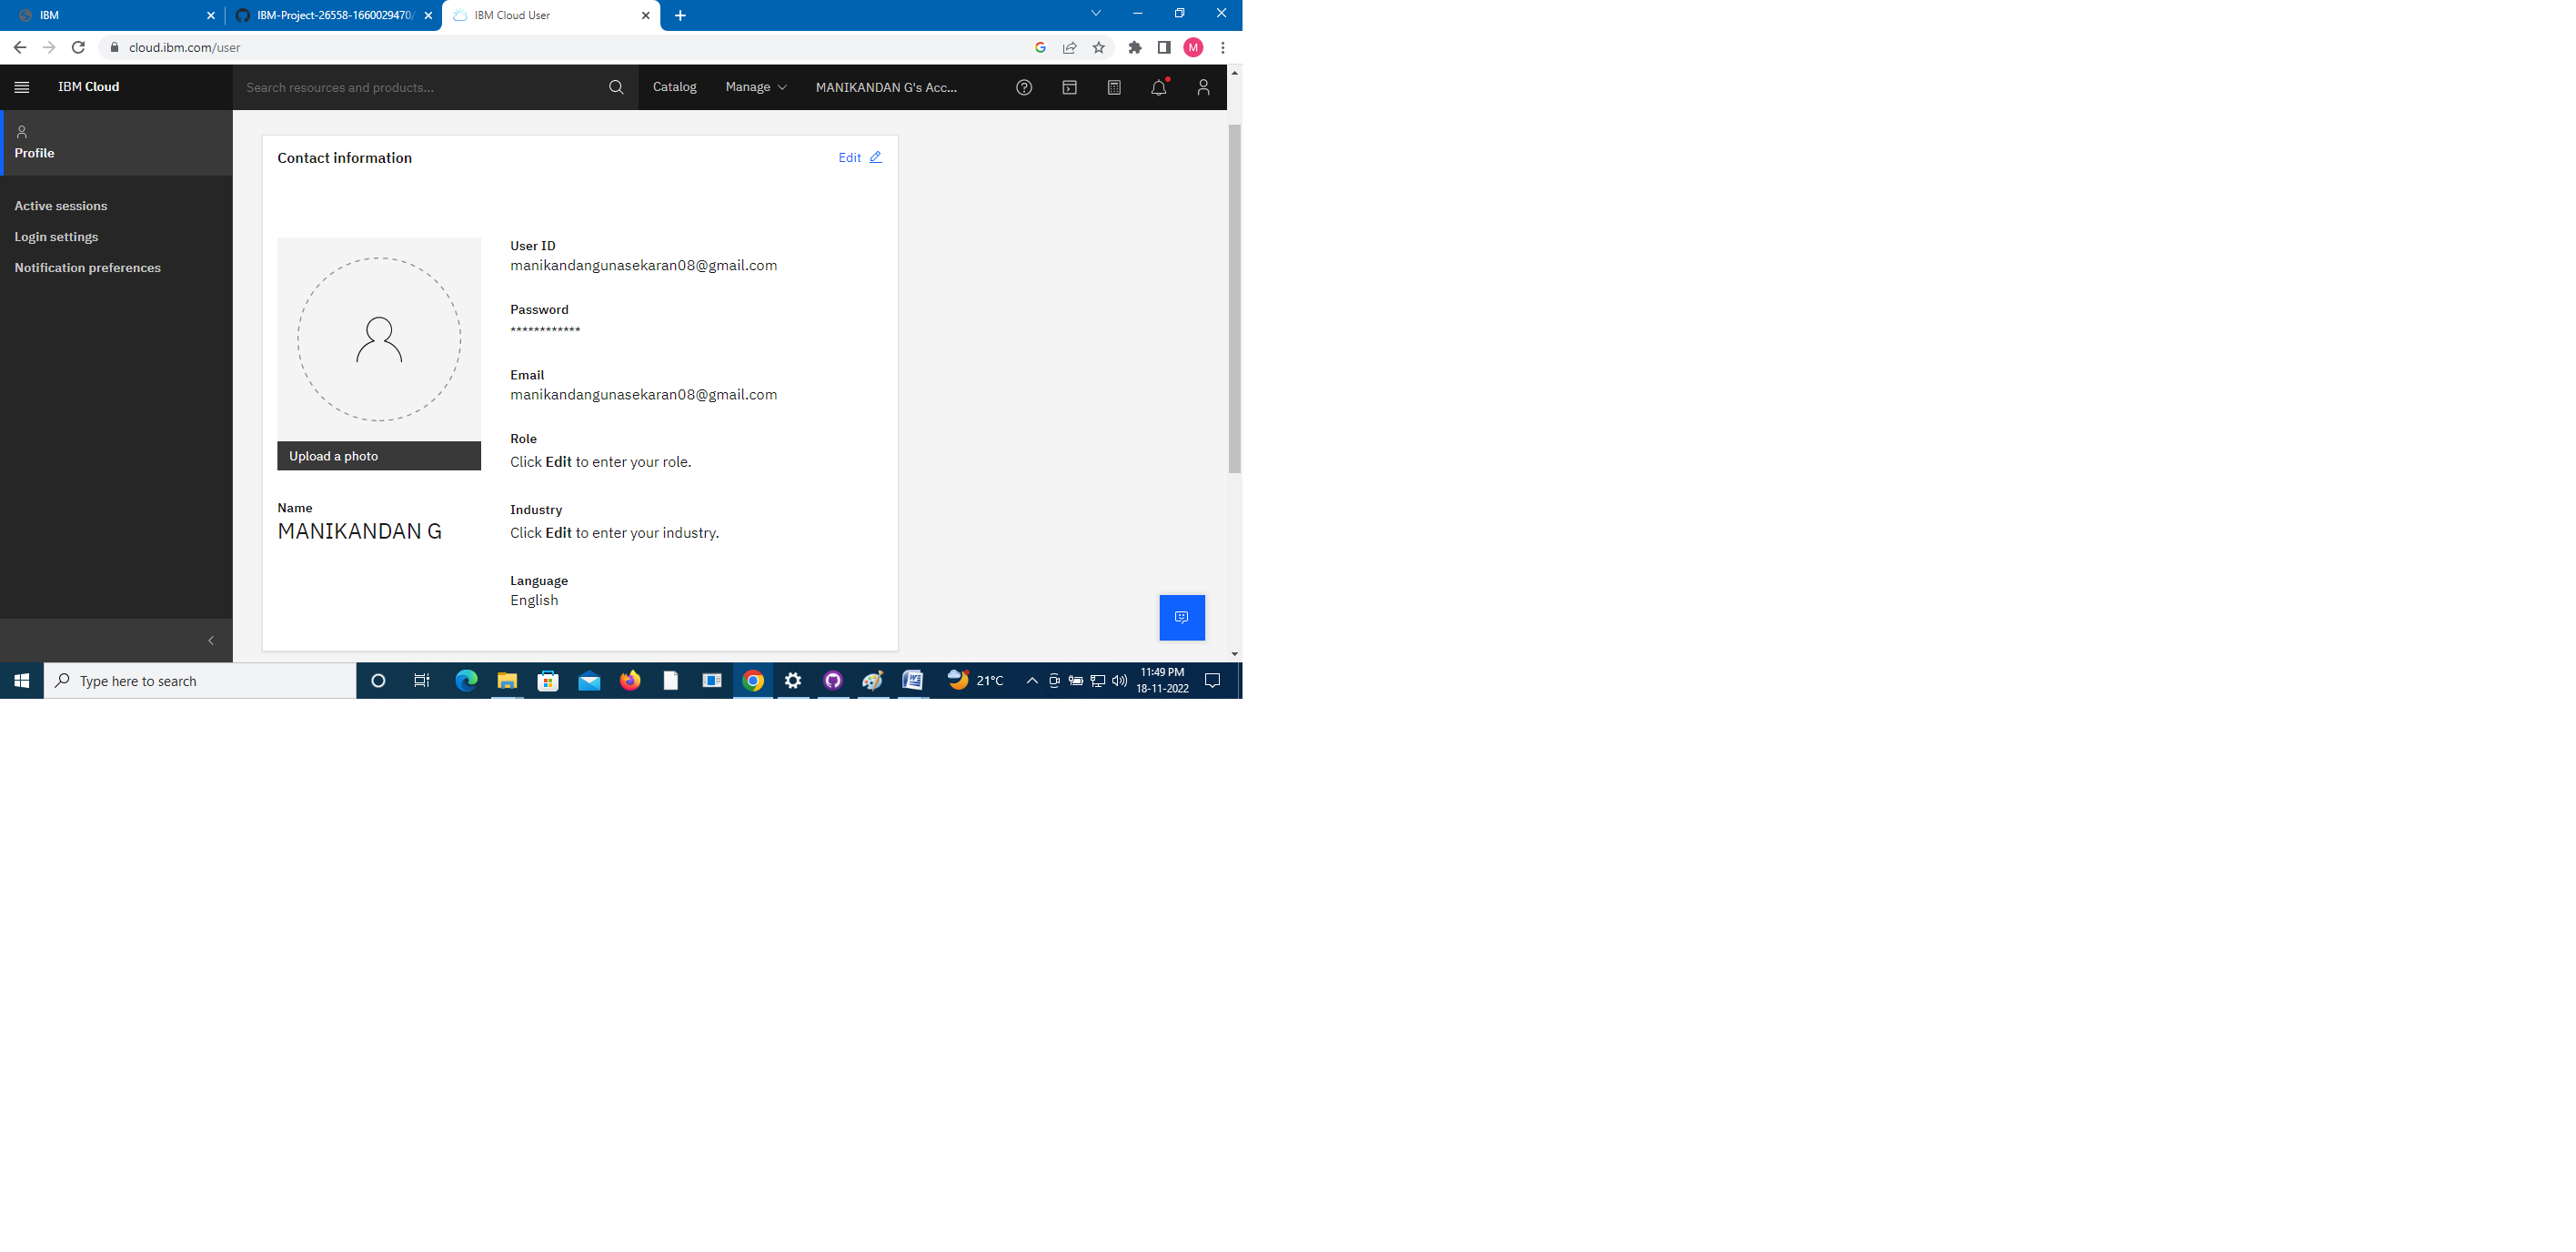 IBM
IBM-Project-26558-1660029470/
IBM Cloud User
cloud.ibm.com/user
M
IBM Cloud
Search resources and products...
Catalog
Manage
MANIKANDAN G's Acc...
Profile
Active sessions
Login settings
Notification preferences
Contact information
Edit
User ID
manikandangunasekaran08@gmail.com
Password
************
Email
manikandangunasekaran08@gmail.com
Role
Click Edit to enter your role.
Upload a photo
Name
MANIKANDAN G
Industry
Click Edit to enter your industry.
Language
English
Type here to search
21°C
11:49 PM
18-11-2022